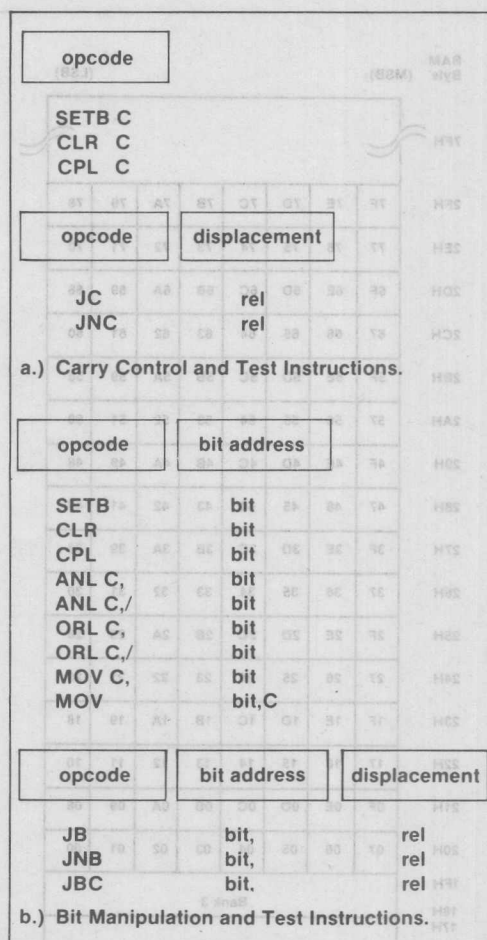 opcode
SETB C
CLR C
CPL C
opcode displacement
JC rel
JNC rel
a.) Carry Control and Test Instructions.
opcode bit address
SETB bit
CLR bit
CPL bit
ANL C, bit
ANL C,/ bit
ORL C, bit
ORL C,/ bit
MOV C, bit
MOV bit,C
opcode bit address displacement
JB bit, rel
JNB bit, rel
JBC bit, rel
b.) Bit Manipulation and Test Instructions.